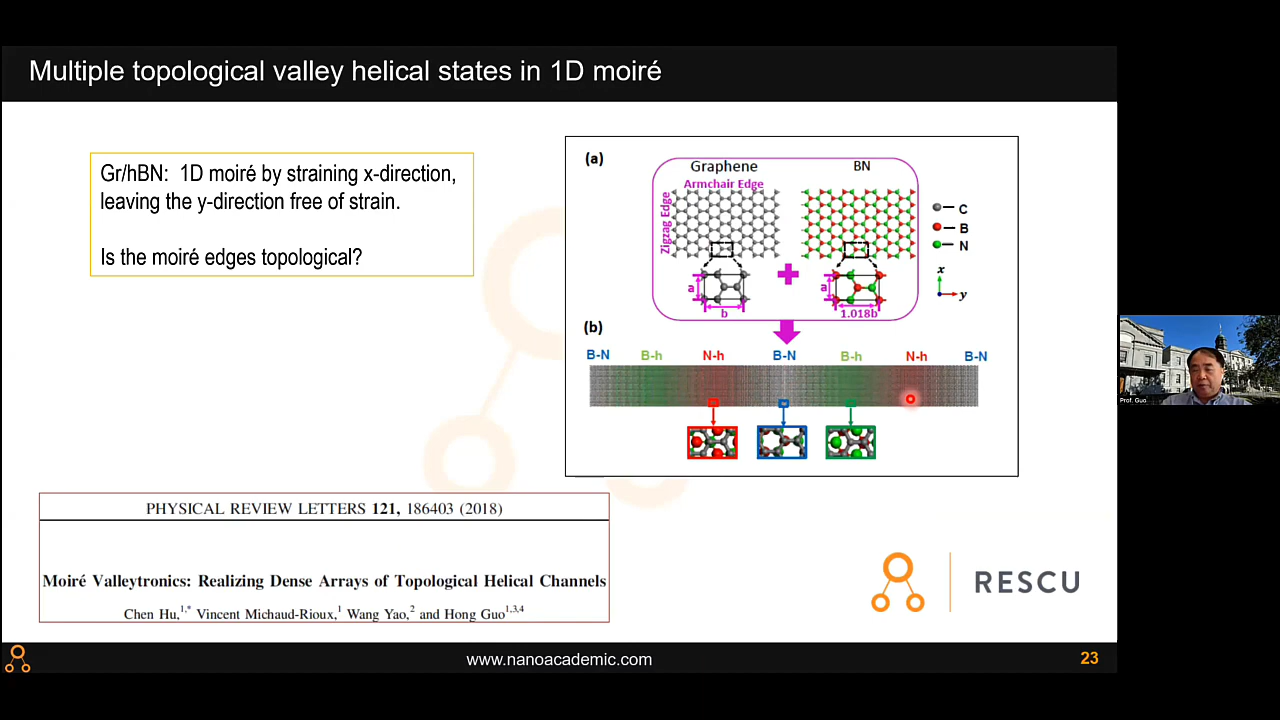 Multiple topological valley helical states in 1D moiré
Gr/hBN: 1D moiré by straining x-direction,
leaving the y-direction free of strain.
Is the moiré edges topological?
(a)
Graphene
BN
Armchair Edge
Zigzag Edge
C
B
N
a
b
a
1.018b
x
y
(b)
B-N
B-h
N-h
B-N
B-h
N-h
B-N
PHYSICAL REVIEW LETTERS 121, 186403 (2018)
Moiré Valleytronics: Realizing Dense Arrays of Topological Helical Channels
Chen Hu,1,* Vincent Michaud-Rioux,1 Wang Yao,2 and Hong Guo1,3,4
RESCU
www.nanoacademic.com
23
Prof. Guo